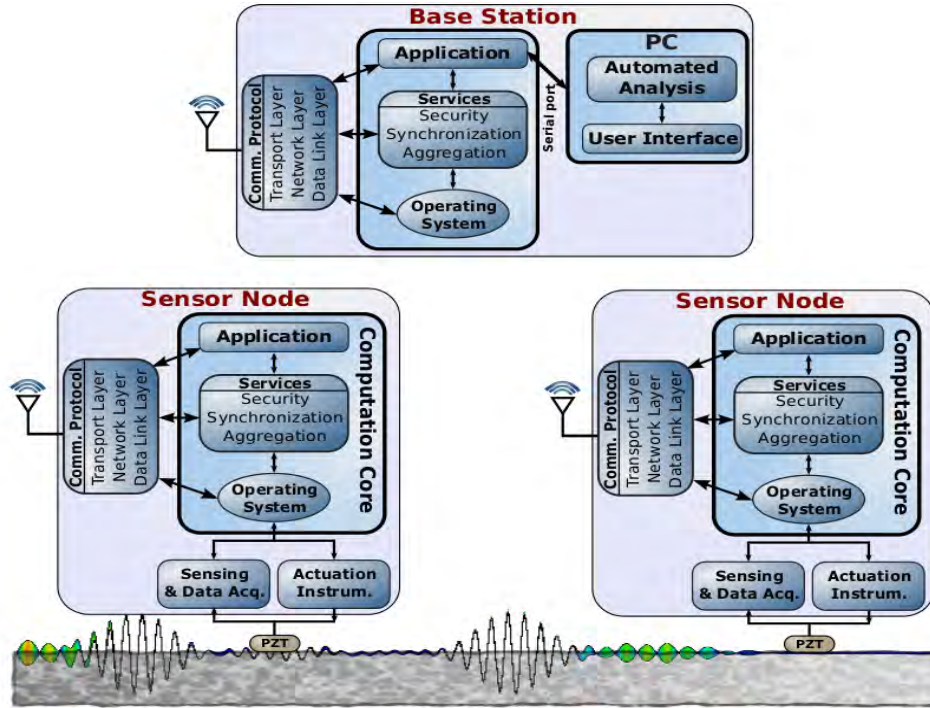 Base Station
Application
Services
Security
Synchronization
Aggregation
Operating
System
Comm. Protocol
Transport Layer
Network Layer
Data Link Layer
Serial port
PC
Automated
Analysis
User Interface
Sensor Node
Application
Services
Security
Synchronization
Aggregation
Operating
System
Computation Core
Comm. Protocol
Transport Layer
Network Layer
Data Link Layer
Sensing
& Data Acq.
Actuation
Instrum.
PZT
Sensor Node
Application
Services
Security
Synchronization
Aggregation
Operating
System
Computation Core
Comm. Protocol
Transport Layer
Network Layer
Data Link Layer
Sensing
& Data Acq.
Actuation
Instrum.
PZT